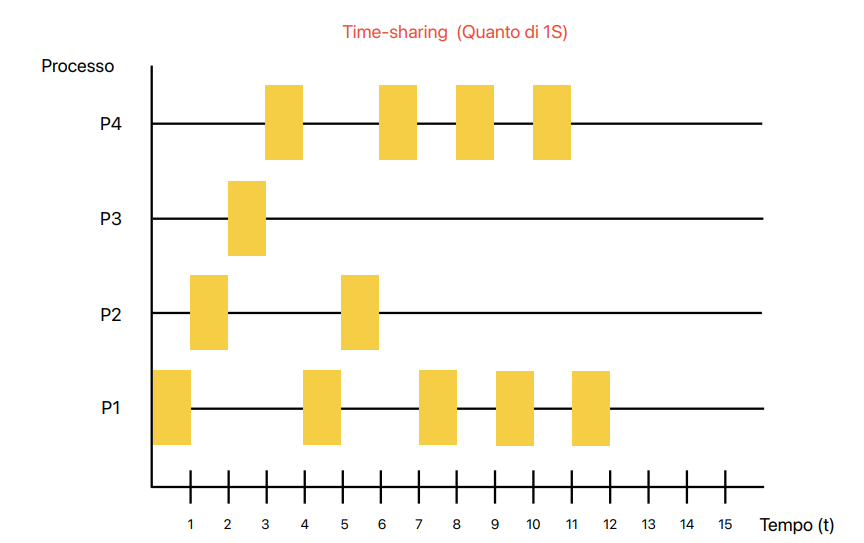 Time-sharing (Quanto di 1S)
Processo
P4
P3
P2
P1
1 2 3 4 5 6 7 8 9 10 11 12 13 14 15 Tempo (t)